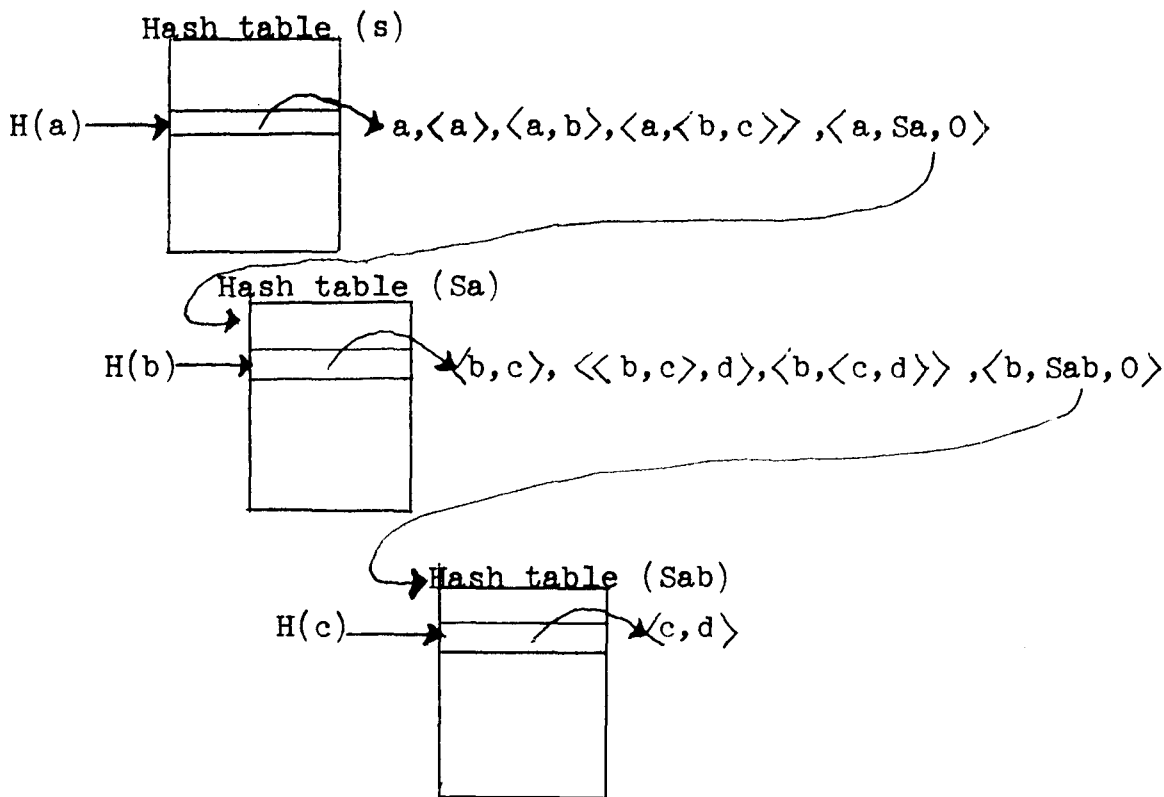 Hash table (s)
H(a) a,<a>,<a,b>,<a,<b,c>> ,<a,Sa,0>
Hash table (Sa)
H(b) <b,c>, <<b,c>,d>,<b,<c,d>> ,<b,Sab,0>
Hash table (Sab)
H(c) <c,d>